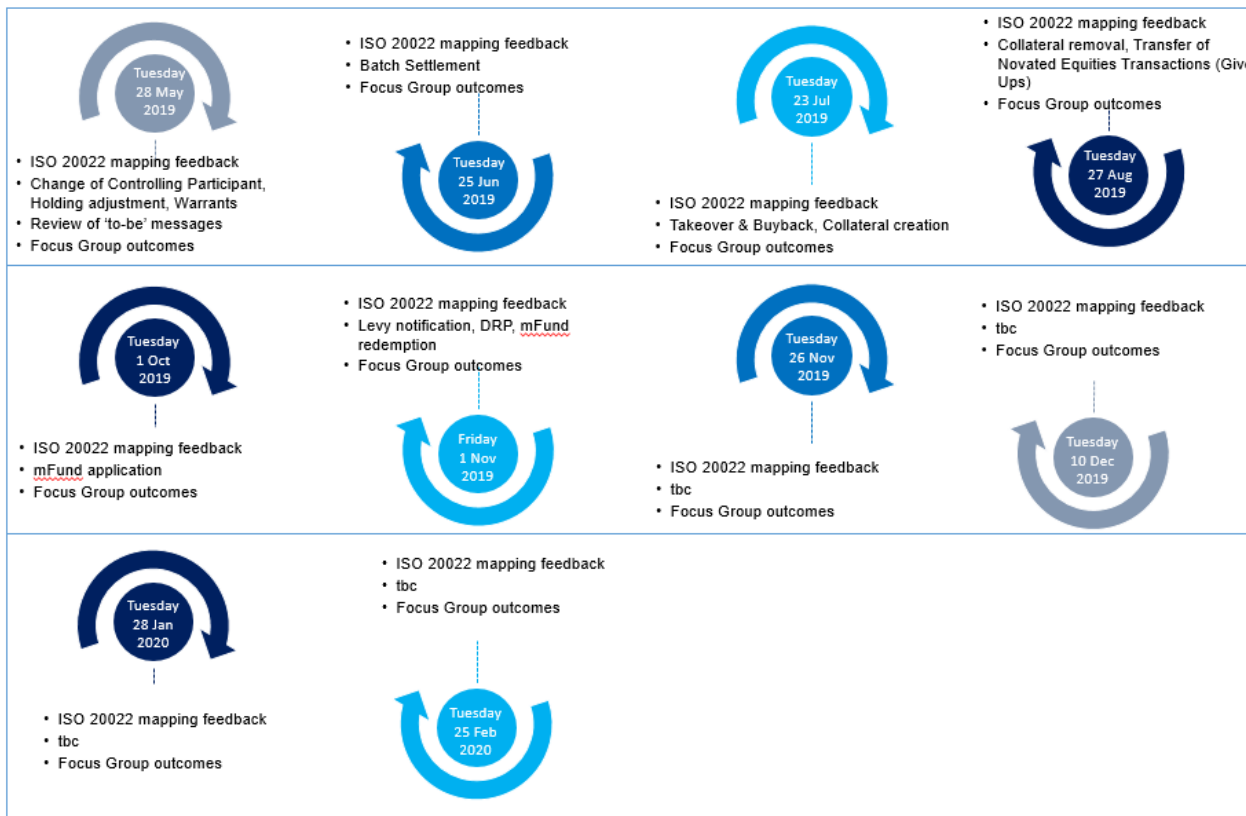 Tuesday
28 May
2019
• ISO 20022 mapping feedback
• Change of Controlling Participant,
Holding adjustment, Warrants
• Review of ‘to-be’ messages
• Focus Group outcomes
• ISO 20022 mapping feedback
• Batch Settlement
• Focus Group outcomes
Tuesday
25 Jun
2019
Tuesday
23 Jul
2019
• ISO 20022 mapping feedback
• Takeover & Buyback, Collateral creation
• Focus Group outcomes
• ISO 20022 mapping feedback
• Collateral removal, Transfer of
Novated Equities Transactions (Give
Ups)
• Focus Group outcomes
Tuesday
27 Aug
2019
Tuesday
1 Oct
2019
• ISO 20022 mapping feedback
• mFund application
• Focus Group outcomes
• ISO 20022 mapping feedback
• Levy notification, DRP, mFund
redemption
• Focus Group outcomes
Friday
1 Nov
2019
Tuesday
26 Nov
2019
• ISO 20022 mapping feedback
• tbc
• Focus Group outcomes
• ISO 20022 mapping feedback
• tbc
• Focus Group outcomes
Tuesday
10 Dec
2019
Tuesday
28 Jan
2020
• ISO 20022 mapping feedback
• tbc
• Focus Group outcomes
• ISO 20022 mapping feedback
• tbc
• Focus Group outcomes
Tuesday
25 Feb
2020